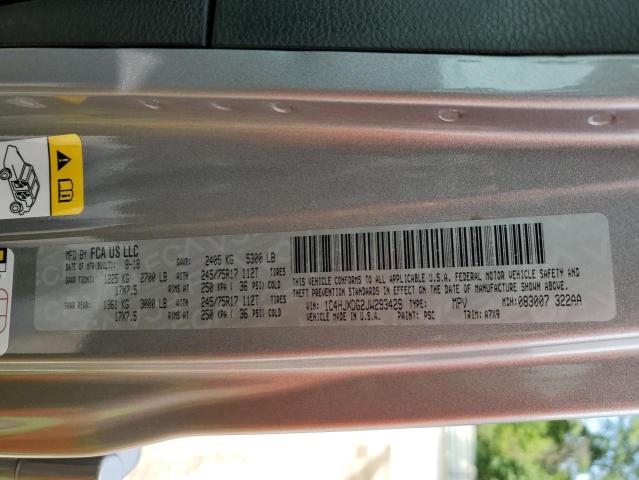 MFD BY FCA US LLC
DATE OF MFR(BUILT): 8-18 GVWR: 2405 KG 5300 LB
GAWR FRONT: 1225 KG 2700 LB WITH 245/75R17 112T TIRES
17X7.5 RIMS AT 250 KPA ( 36 PSI) COLD
GAWR REAR: 1361 KG 3000 LB WITH 245/75R17 112T TIRES
17X7.5 RIMS AT 250 KPA ( 36 PSI) COLD
THIS VEHICLE CONFORMS TO ALL APPLICABLE U.S.A. FEDERAL MOTOR VEHICLE SAFETY AND
THEFT PREVENTION STANDARDS IN EFFECT ON THE DATE OF MANUFACTURE SHOWN ABOVE.
VIN: 1C4HJXDG2JW293429 TYPE: MPV MDH: 083007 322AA
VEHICLE MADE IN U.S.A. PAINT: PSC TRIM: A7X9